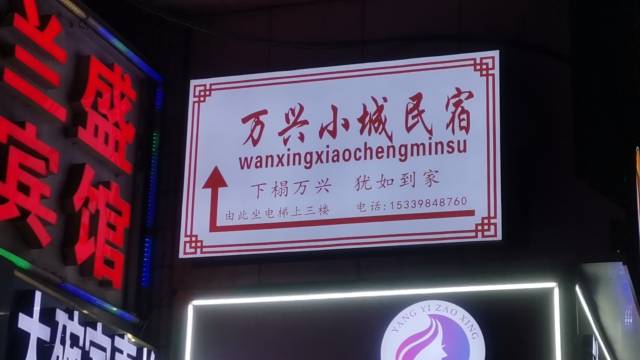 兰盛
宾馆
万兴小城民宿
wanxingxiaochengminsu
下榻万兴 犹如到家
由此坐电梯上三楼 电话:15339848760
YANG YI ZAO XING